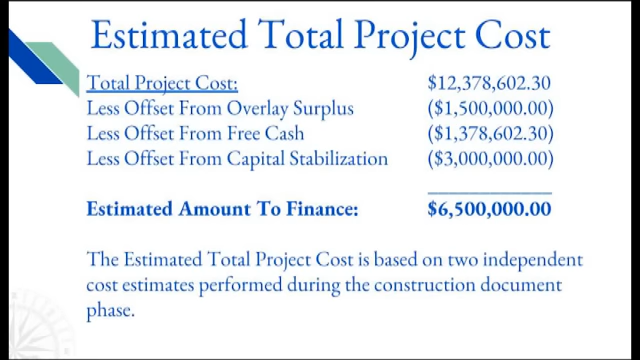 Estimated Total Project Cost
Total Project Cost: $12,378,602.30
Less Offset From Overlay Surplus ($1,500,000.00)
Less Offset From Free Cash ($1,378,602.30)
Less Offset From Capital Stabilization ($3,000,000.00)
Estimated Amount To Finance: $6,500,000.00
The Estimated Total Project Cost is based on two independent
cost estimates performed during the construction document
phase.